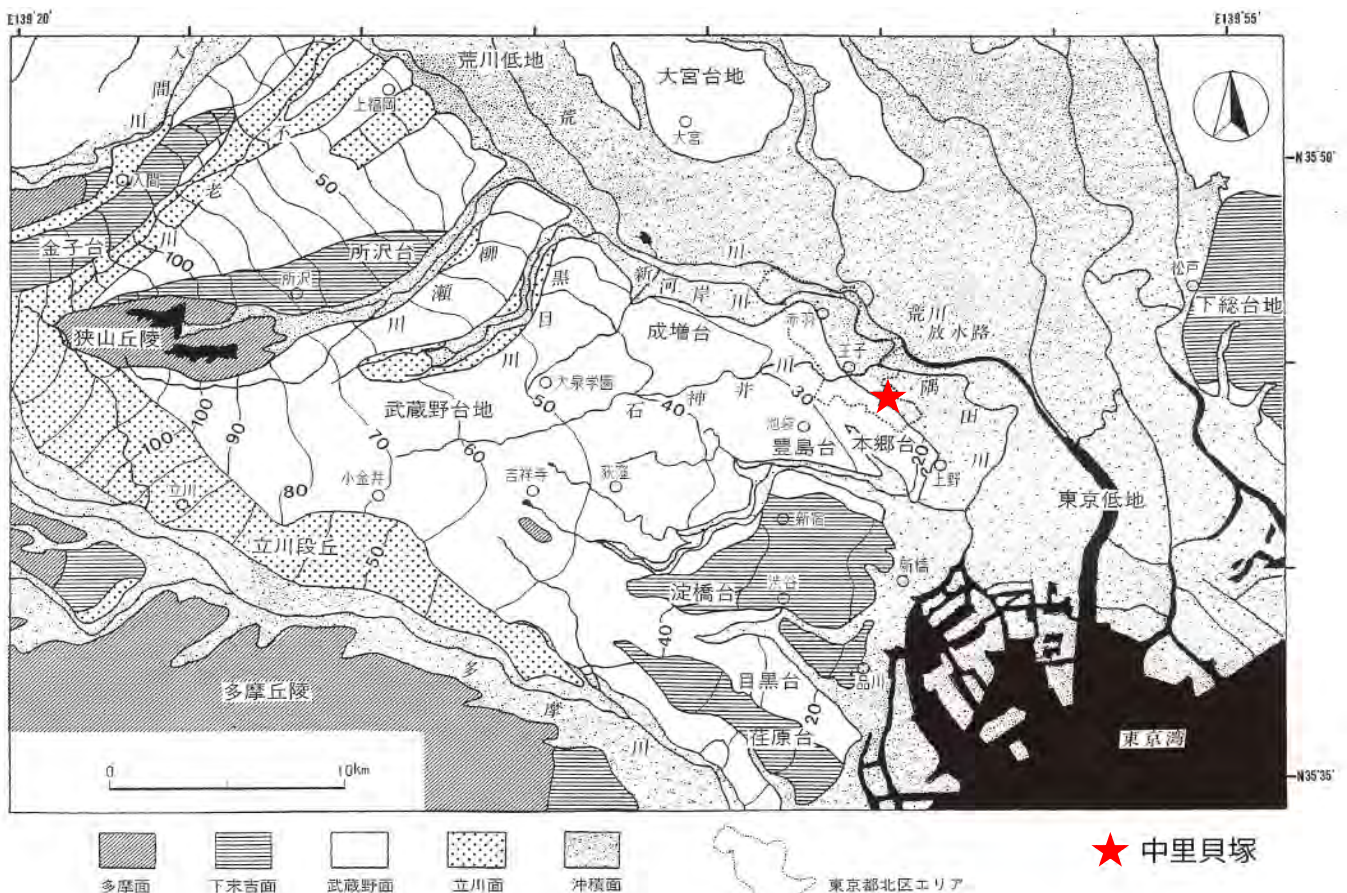 E139°20'
E139°55'
荒川低地
大宮台地
入
間
川
上福岡
荒
大宮
N35°50'
不
老
川
入間
50
金子台
100
所沢台
所沢
柳
瀬
川
黒
目
川
新
河
岸
川
川
松戸
下総台地
狭山丘陵
成増台
赤羽
荒川
放水路
王子
隅
田
川
大泉学園
50
石
神
井
川
40
30
武蔵野台地
100
100
90
70
60
池袋
豊島台
本郷台
20
上野
東京低地
立川
小金井
80
吉祥寺
荻窪
新宿
立川段丘
50
淀橋台
渋谷
新橋
40
多摩丘陵
多
摩
川
目黒台
20
品川
荏原台
東京湾
0
10km
N35°35'
多摩面
下末吉面
武蔵野面
立川面
沖積面
東京都北区エリア
中里貝塚